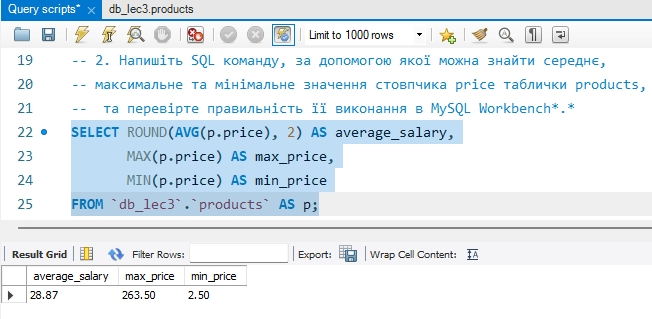 Query scripts* db_lec3.products
Limit to 1000 rows
19 -- 2. Напишіть SQL команду, за допомогою якої можна знайти середнє,
20 -- максимальне та мінімальне значення стовпчика price таблички products,
21 -- та перевірте правильність її виконання в MySQL Workbench*.*
22 SELECT ROUND(AVG(p.price), 2) AS average_salary,
23 MAX(p.price) AS max_price,
24 MIN(p.price) AS min_price
25 FROM `db_lec3`.`products` AS p;
Result Grid Filter Rows: Export: Wrap Cell Content:
average_salary max_price min_price
28.87 263.50 2.50